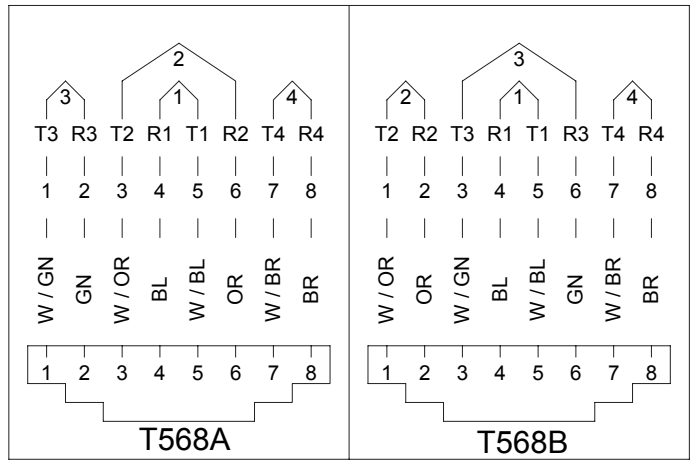 2
3 1 4
T3 R3 T2 R1 T1 R2 T4 R4
1 2 3 4 5 6 7 8
W / GN GN W / OR BL W / BL OR W / BR BR
1 2 3 4 5 6 7 8
T568A
3
2 1 4
T2 R2 T3 R1 T1 R3 T4 R4
1 2 3 4 5 6 7 8
W / OR OR W / GN BL W / BL GN W / BR BR
1 2 3 4 5 6 7 8
T568B